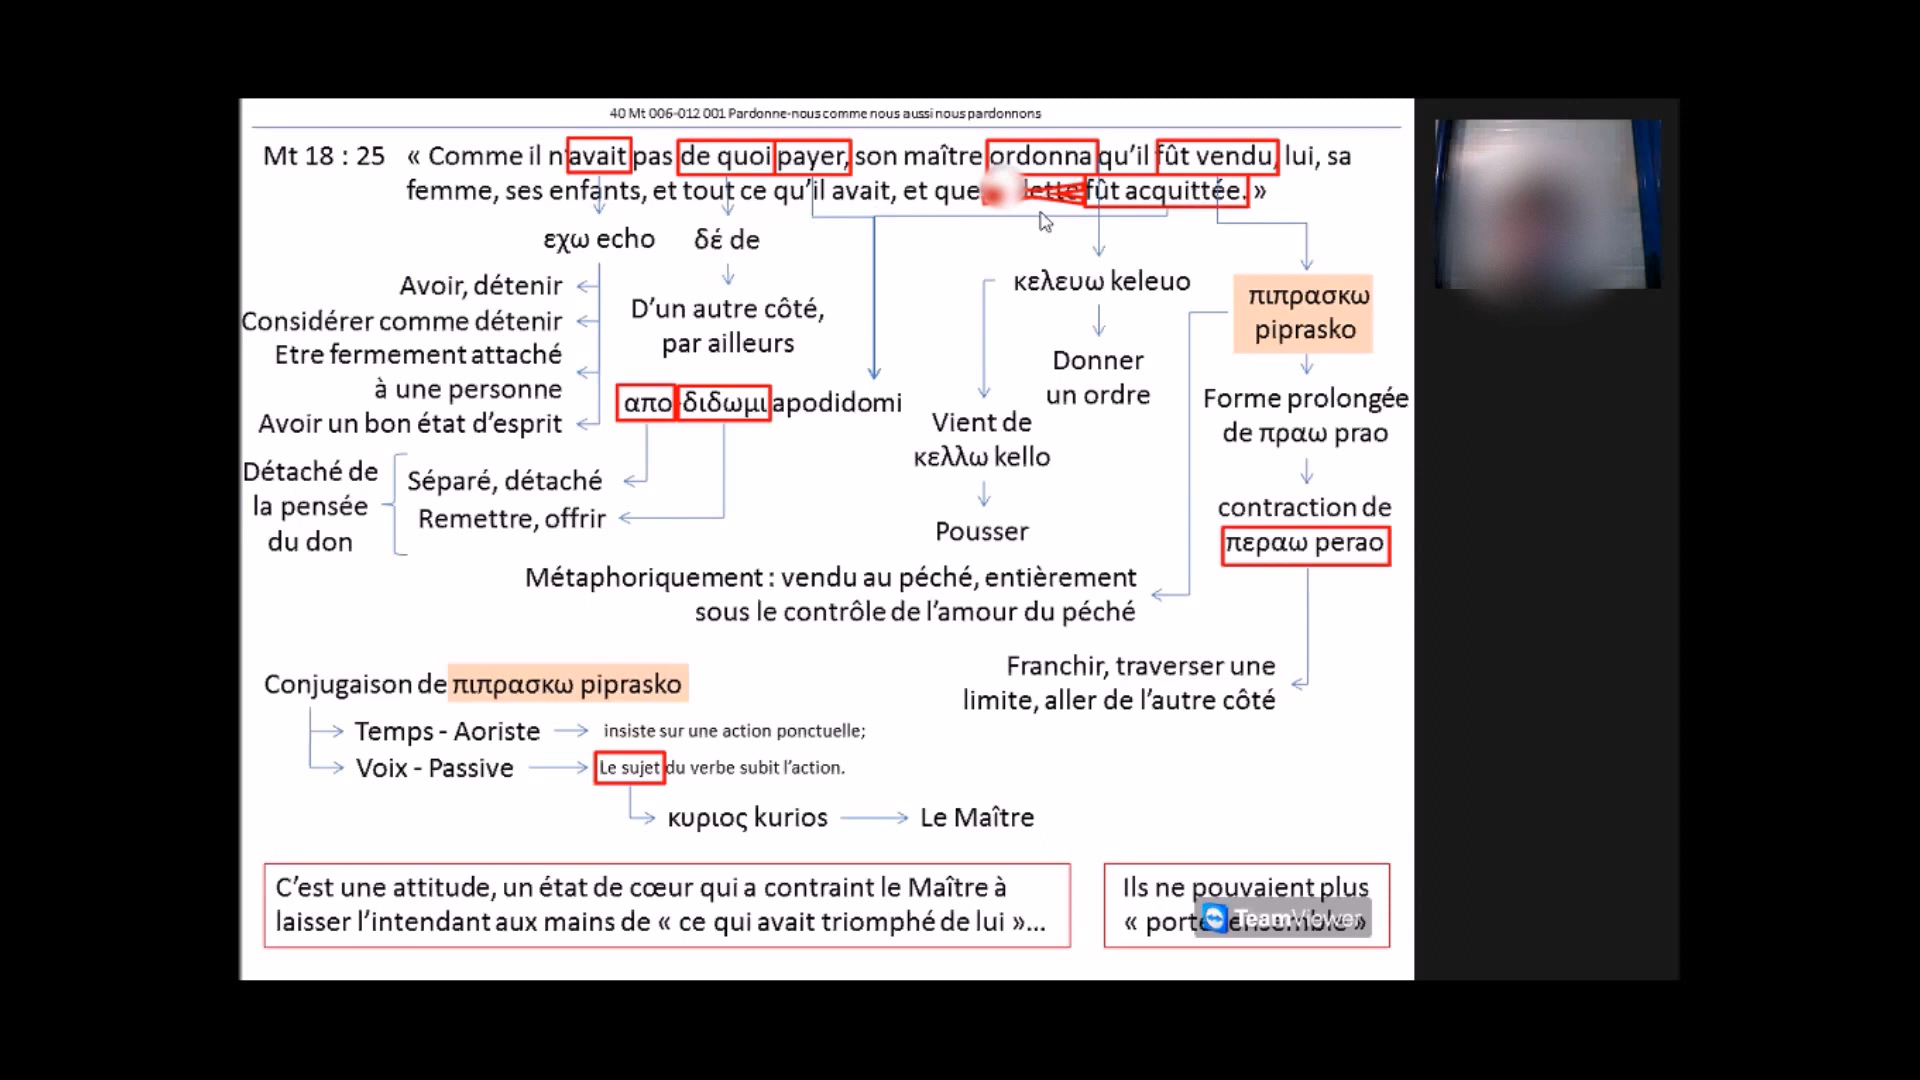 40 Mt 006-012 001 Pardonne-nous comme nous aussi nous pardonnons
Mt 18 : 25 « Comme il n’avait pas de quoi payer, son maître ordonna qu’il fût vendu, lui, sa
femme, ses enfants, et tout ce qu’il avait, et que dette fût acquittée. »
εχω echo
δέ de
Avoir, détenir
Considérer comme détenir
Etre fermement attaché
à une personne
Avoir un bon état d’esprit
D’un autre côté,
par ailleurs
απο διδωμι apodidomi
Détaché de
la pensée
du don
Séparé, détaché
Remettre, offrir
κελευω keleuo
Donner
un ordre
Vient de
κελλω kello
Pousser
πιπρασκω
piprasko
Forme prolongée
de πραω prao
contraction de
περαω perao
Métaphoriquement : vendu au péché, entièrement
sous le contrôle de l’amour du péché
Franchir, traverser une
limite, aller de l’autre côté
Conjugaison de πιπρασκω piprasko
Temps - Aoriste
insiste sur une action ponctuelle;
Voix - Passive
Le sujet du verbe subit l’action.
κυριος kurios
Le Maître
C’est une attitude, un état de cœur qui a contraint le Maître à
laisser l’intendant aux mains de « ce qui avait triomphé de lui »...
Ils ne pouvaient plus
« porter ensemble »
TeamViewer